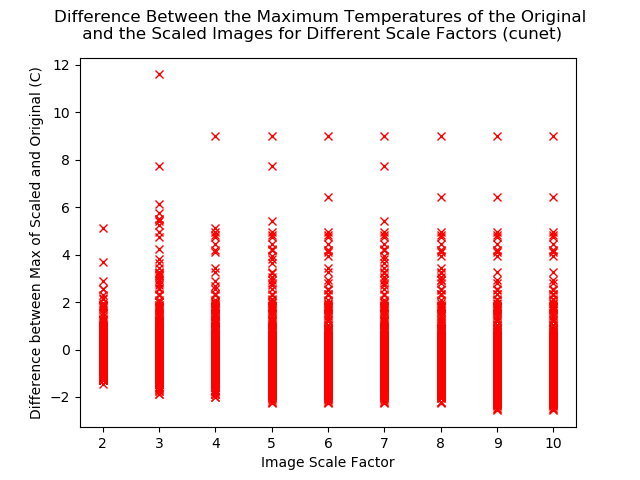 Difference Between the Maximum Temperatures of the Original
and the Scaled Images for Different Scale Factors (cunet)
Difference between Max of Scaled and Original (C)
12
10
8
6
4
2
0
−2
2 3 4 5 6 7 8 9 10
Image Scale Factor